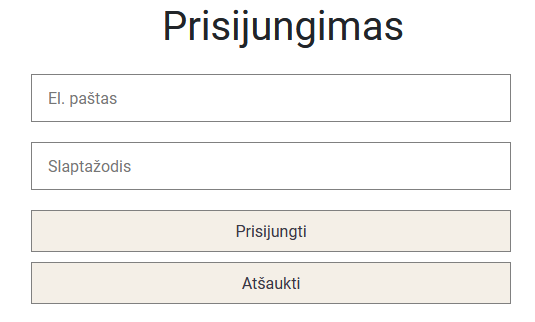 Prisijungimas
El. paštas
Slaptažodis
Prisijungti
Atšaukti